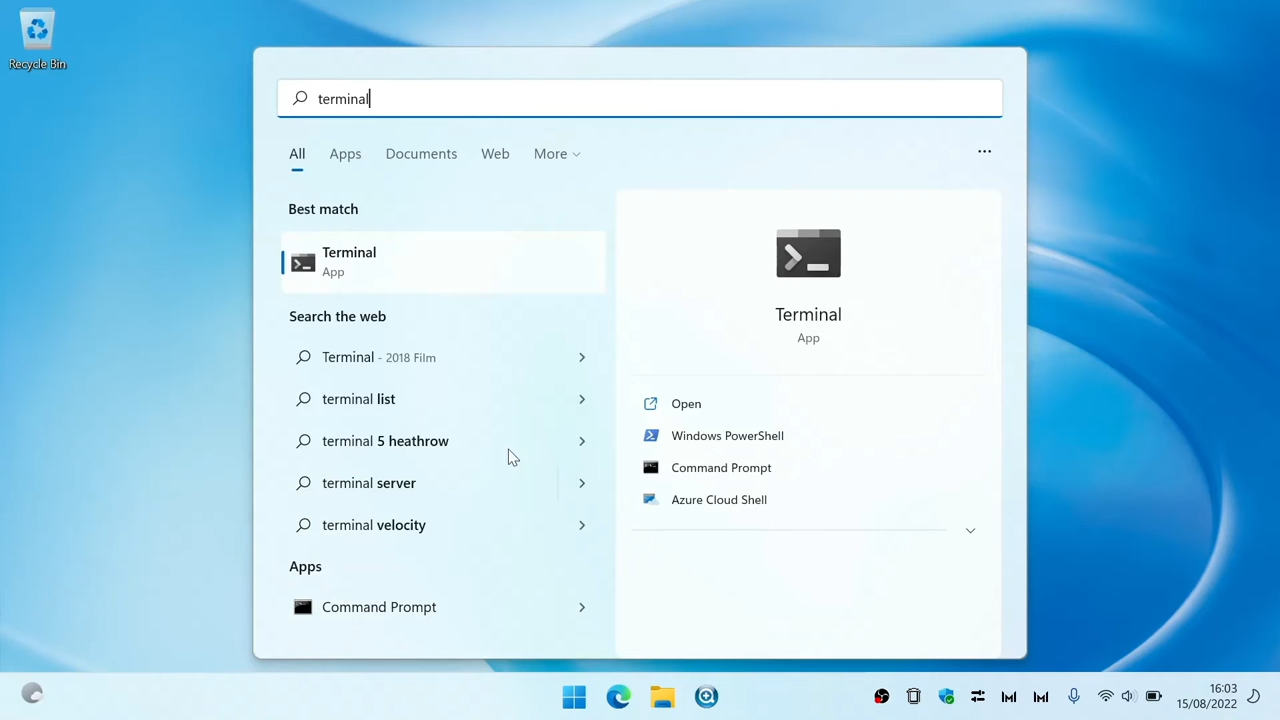 Recycle Bin
terminal
All Apps Documents Web More
Best match
Terminal
App
Search the web
Terminal - 2018 Film
terminal list
terminal 5 heathrow
terminal server
terminal velocity
Apps
Command Prompt
Terminal
App
Open
Windows PowerShell
Command Prompt
Azure Cloud Shell
16:03
15/08/2022